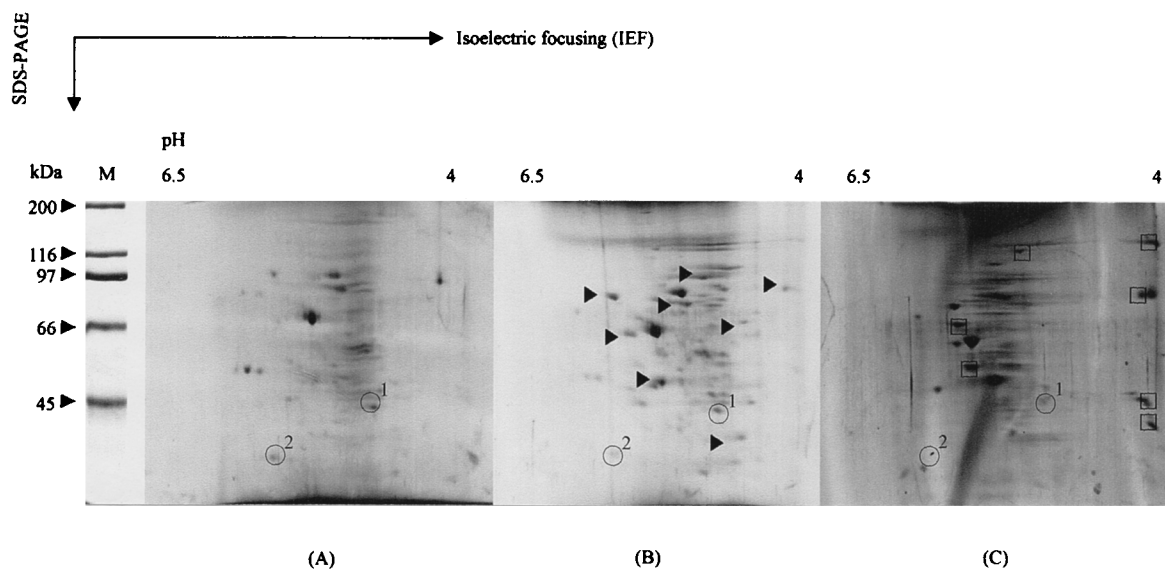 SDS-PAGE
Isoelectric focusing (IEF)
pH
kDa M 6.5 4 6.5 4 6.5 4
200
116
97
66
45
1 1 1
2 2 2
(A) (B) (C)